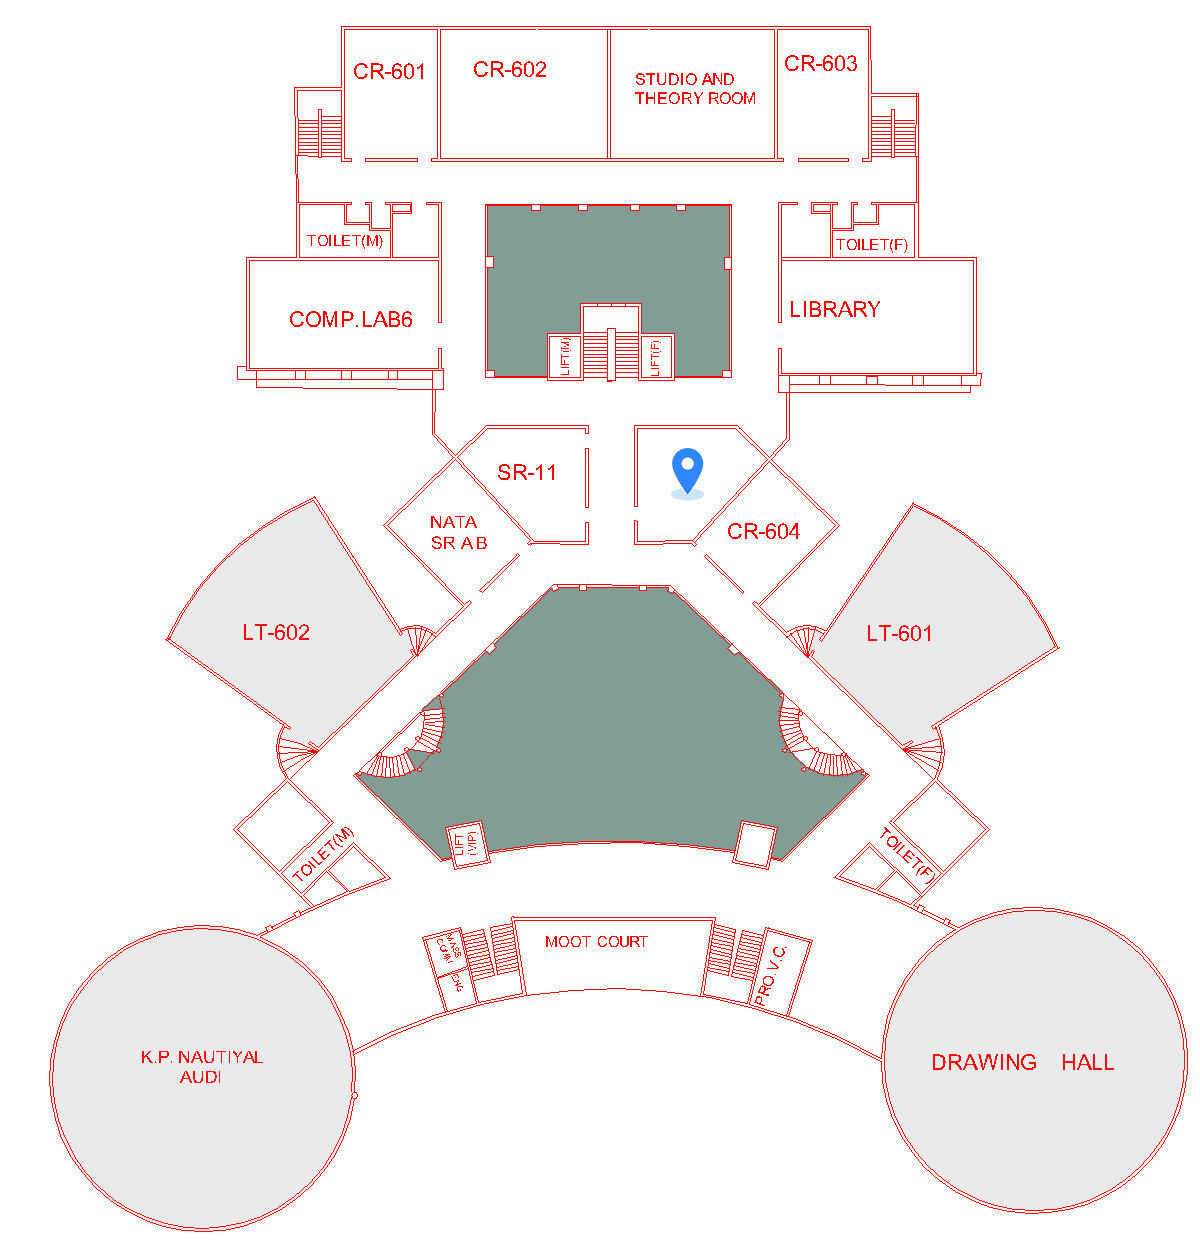 CR-601
CR-602
STUDIO AND
THEORY ROOM
CR-603
TOILET(M)
TOILET(F)
COMP.LAB6
LIBRARY
LIFT(M)
LIFT(F)
SR-11
NATA
SR A B
CR-604
LT-602
LT-601
LIFT
(VIP)
TOILET(M)
TOILET(F)
MASS
COMM
ENG
MOOT COURT
PRO.V.C.
K.P. NAUTIYAL
AUDI
DRAWING HALL